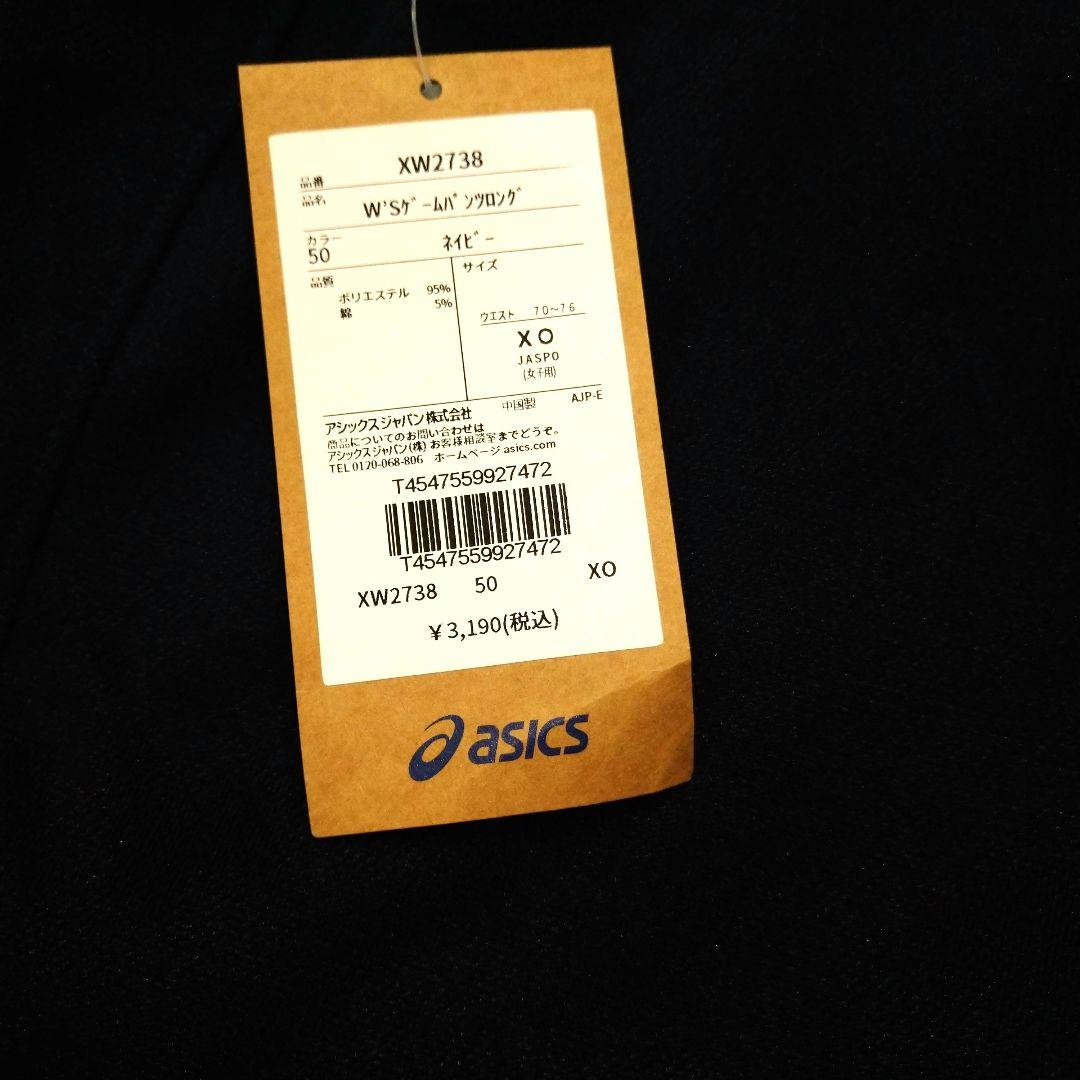 品番 XW2738
品名 W'Sｹﾞｰﾑﾊﾟﾝﾂﾛﾝｸﾞ
カラー
50 ﾈｲﾋﾞｰ
品質
ポリエステル 95%
綿 5%
サイズ
ウエスト 70~76
XO
JASPO
(女子用)
アシックスジャパン株式会社 中国製 AJP-E
商品についてのお問い合わせは
アシックスジャパン(株)お客様相談室までどうぞ。
TEL 0120-068-806 ホームページ asics.com
T4547559927472
T4547559927472
XW2738 50 XO
¥3,190(税込)
asics